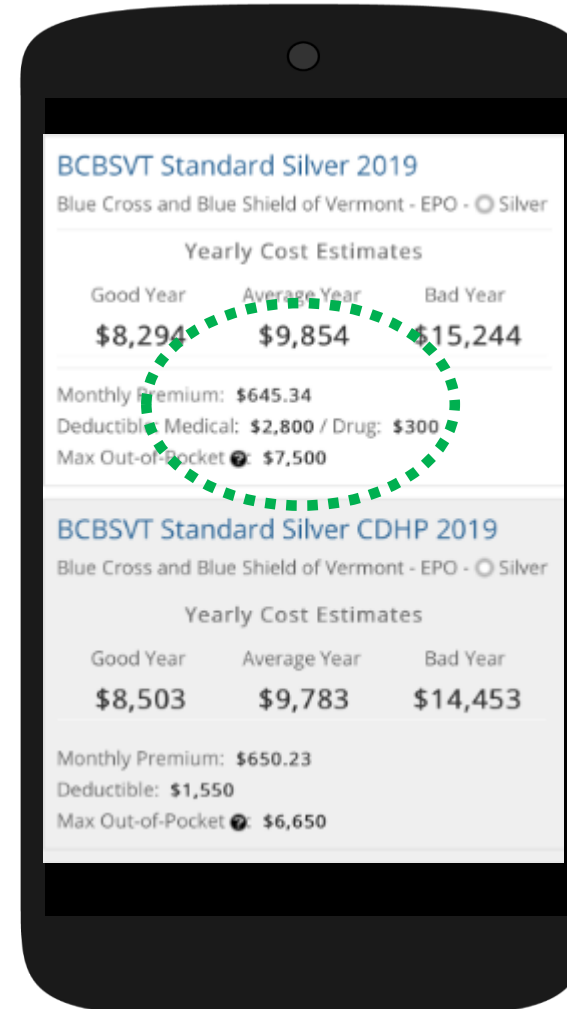 BCBSVT Standard Silver 2019
Blue Cross and Blue Shield of Vermont - EPO - Silver
Yearly Cost Estimates
Good Year Average Year Bad Year
$8,294 $9,854 $15,244
Monthly Premium: $645.34
Deductible: Medical: $2,800 / Drug: $300
Max Out-of-Pocket ?: $7,500
BCBSVT Standard Silver CDHP 2019
Blue Cross and Blue Shield of Vermont - EPO - Silver
Yearly Cost Estimates
Good Year Average Year Bad Year
$8,503 $9,783 $14,453
Monthly Premium: $650.23
Deductible: $1,550
Max Out-of-Pocket ?: $6,650